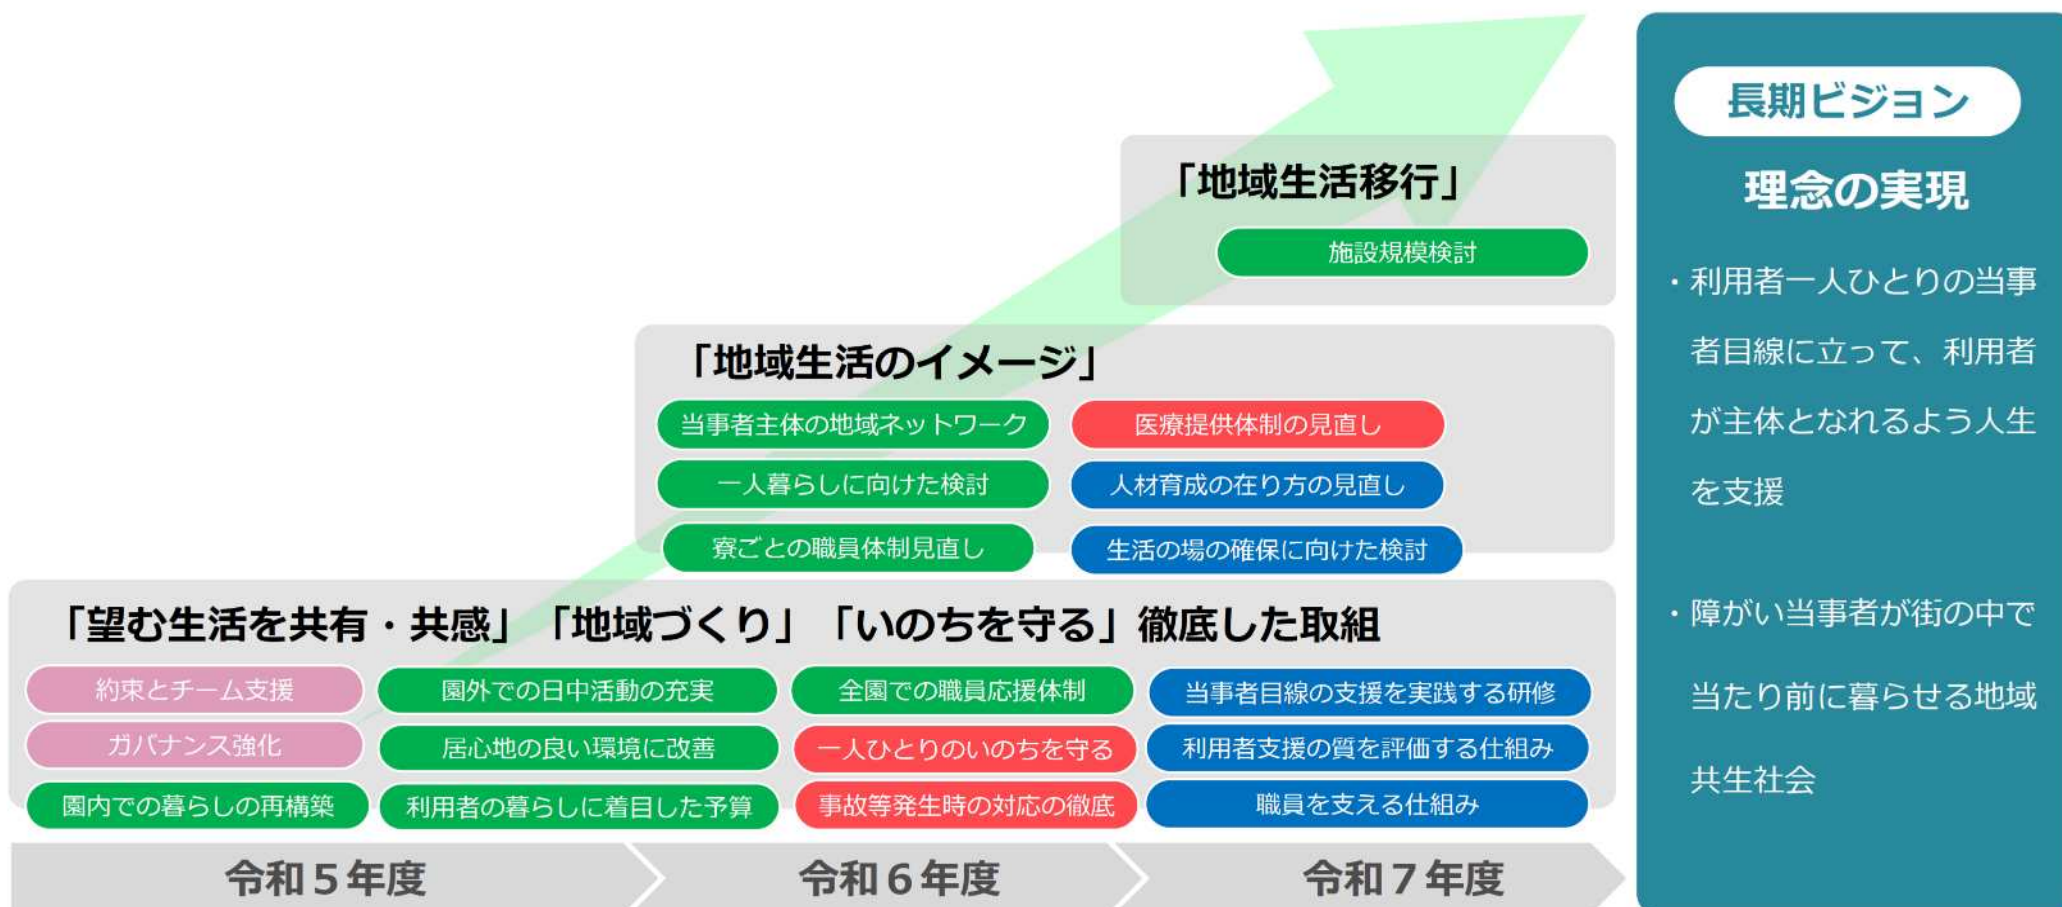 「地域生活移行」
施設規模検討
「地域生活のイメージ」
当事者主体の地域ネットワーク
医療提供体制の見直し
一人暮らしに向けた検討
人材育成の在り方の見直し
寮ごとの職員体制見直し
生活の場の確保に向けた検討
「望む生活を共有・共感」「地域づくり」「いのちを守る」徹底した取組
約束とチーム支援
園外での日中活動の充実
全園での職員応援体制
当事者目線の支援を実践する研修
ガバナンス強化
居心地の良い環境に改善
一人ひとりのいのちを守る
利用者支援の質を評価する仕組み
園内での暮らしの再構築
利用者の暮らしに着目した予算
事故等発生時の対応の徹底
職員を支える仕組み
令和５年度
令和６年度
令和７年度
長期ビジョン
理念の実現
・利用者一人ひとりの当事
者目線に立って、利用者
が主体となれるよう人生
を支援
・障がい当事者が街の中で
当たり前に暮らせる地域
共生社会